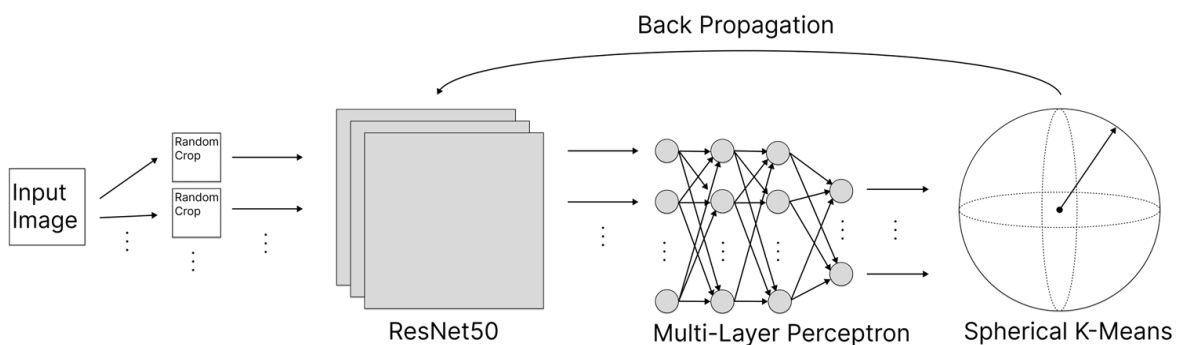 Back Propagation
Input
Image
Random
Crop
Random
Crop
ResNet50
Multi-Layer Perceptron
Spherical K-Means